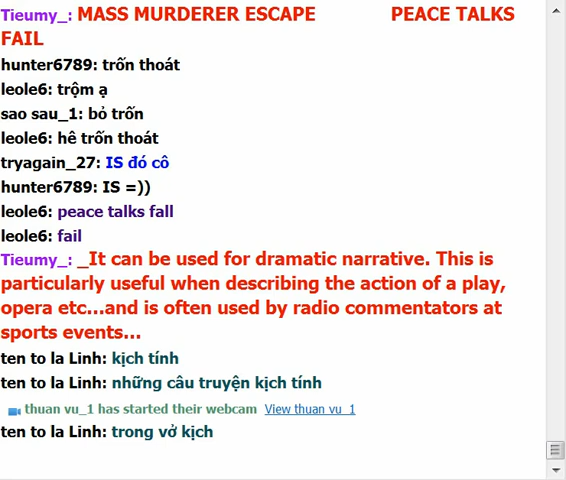 Tieumy_: MASS MURDERER ESCAPE PEACE TALKS
FAIL
hunter6789: trốn thoát
leole6: trộm ạ
sao sau_1: bỏ trốn
leole6: hê trốn thoát
tryagain_27: IS đó cô
hunter6789: IS =))
leole6: peace talks fall
leole6: fail
Tieumy_: _It can be used for dramatic narrative. This is
particularly useful when describing the action of a play,
opera etc...and is often used by radio commentators at
sports events...
ten to la Linh: kịch tính
ten to la Linh: những câu truyện kịch tính
thuan vu_1 has started their webcam View thuan vu_1
ten to la Linh: trong vở kịch